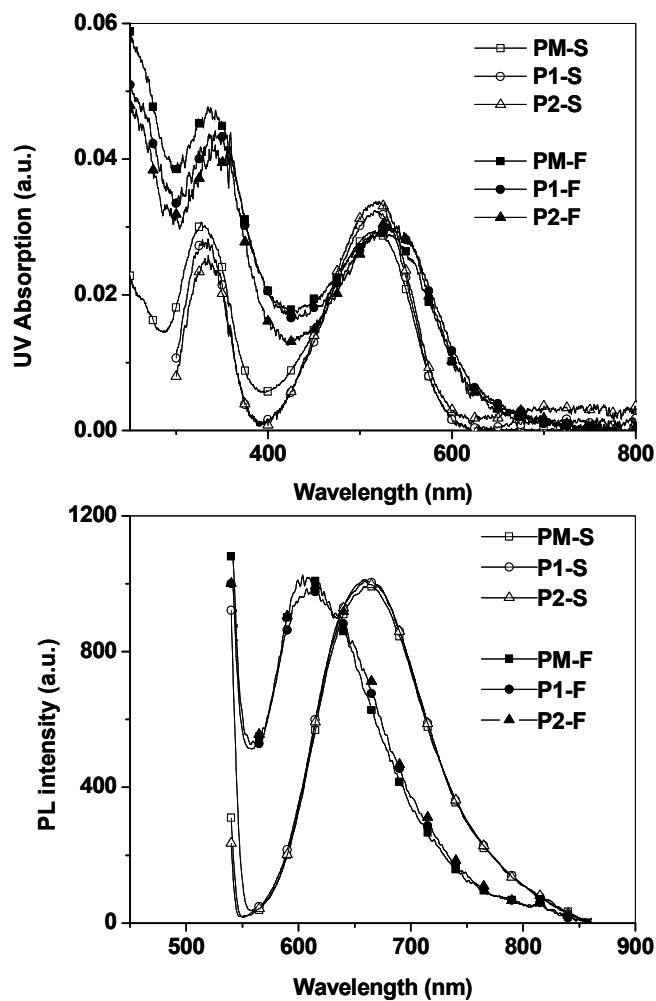 0.06
0.04
0.02
0.00
UV Absorption (a.u.)
PM-S
P1-S
P2-S
PM-F
P1-F
P2-F
400
600
800
Wavelength (nm)
1200
800
400
0
PL intensity (a.u.)
PM-S
P1-S
P2-S
PM-F
P1-F
P2-F
500
600
700
800
900
Wavelength (nm)